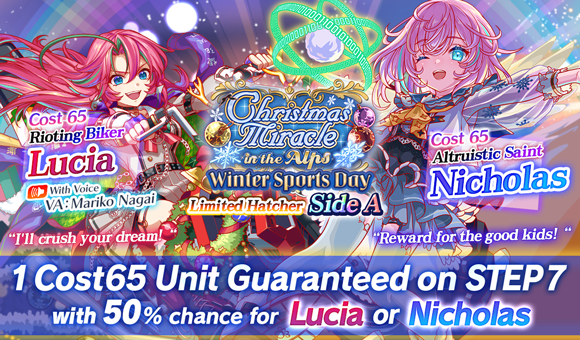 Cost 65
Rioting Biker
Lucia
With Voice
VA: Mariko Nagai
"I'll crush your dream!
Christmas
Miracle
in the Alps
Winter Sports Day
Limited Hatcher Side A
Cost 65
Altruistic Saint
Nicholas
"Reward for the good kids! "
1 Cost65 Unit Guaranteed on STEP 7
with 50% chance for Lucia or Nicholas